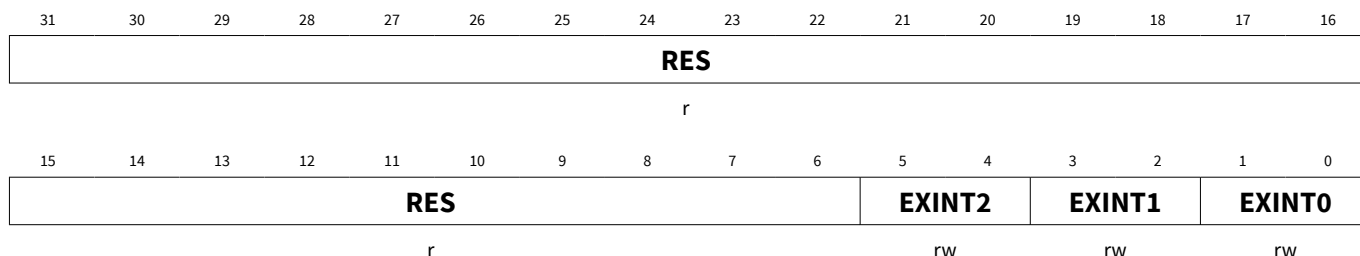 31 30 29 28 27 26 25 24 23 22 21 20 19 18 17 16
RES
r
15 14 13 12 11 10 9 8 7 6 5 4 3 2 1 0
RES EXINT2 EXINT1 EXINT0
r rw rw rw